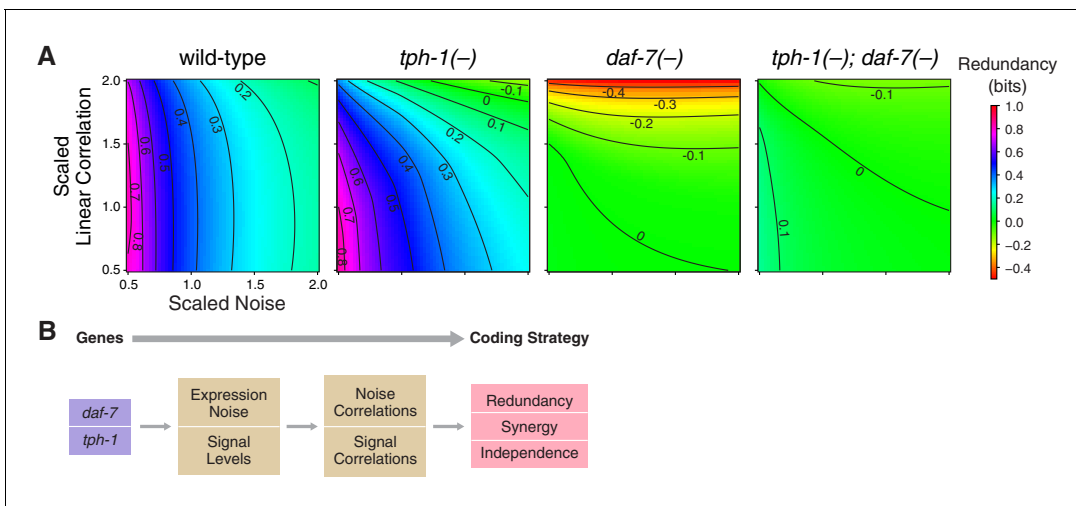 A
wild-type
tph-1(–)
daf-7(–)
tph-1(–); daf-7(–)
Redundancy
(bits)
Scaled
Linear Correlation
2.0
1.5
1.0
0.5
0.5
1.0
1.5
2.0
Scaled Noise
0.8
0.7
0.6
0.5
0.4
0.3
0.2
0.8
0.7
0.6
0.5
0.4
0.3
0.2
0.1
0
-0.1
-0.4
-0.3
-0.2
-0.1
0
-0.1
0
0.1
1.0
0.8
0.6
0.4
0.2
0.0
−0.2
−0.4
B
Genes
Coding Strategy
daf-7
tph-1
Expression
Noise
Signal
Levels
Noise
Correlations
Signal
Correlations
Redundancy
Synergy
Independence